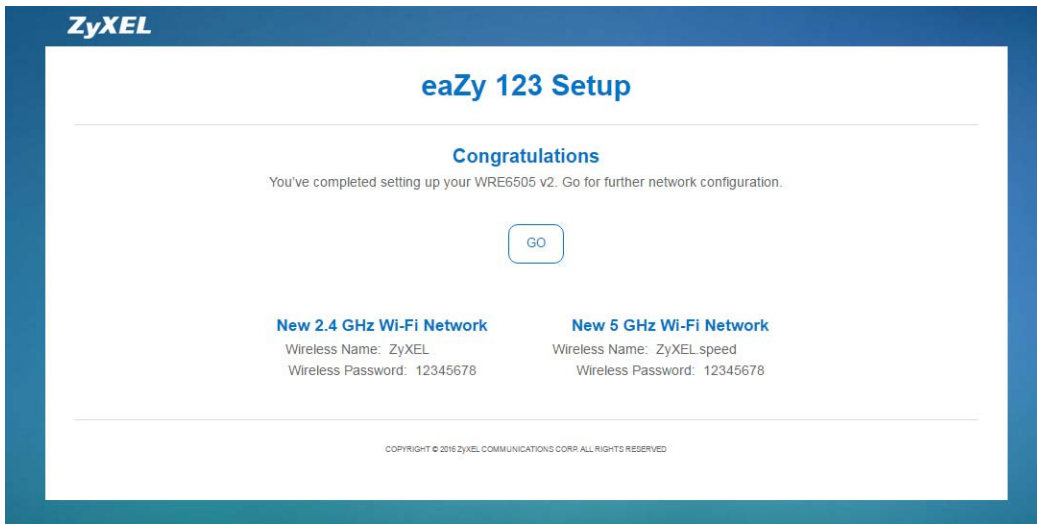 ZyXEL
eaZy 123 Setup
Congratulations
You've completed setting up your WRE6505 v2. Go for further network configuration.
GO
New 2.4 GHz Wi-Fi Network
Wireless Name: ZyXEL
Wireless Password: 12345678
New 5 GHz Wi-Fi Network
Wireless Name: ZyXEL.speed
Wireless Password: 12345678
COPYRIGHT © 2016 ZyXEL COMMUNICATIONS CORP. ALL RIGHTS RESERVED